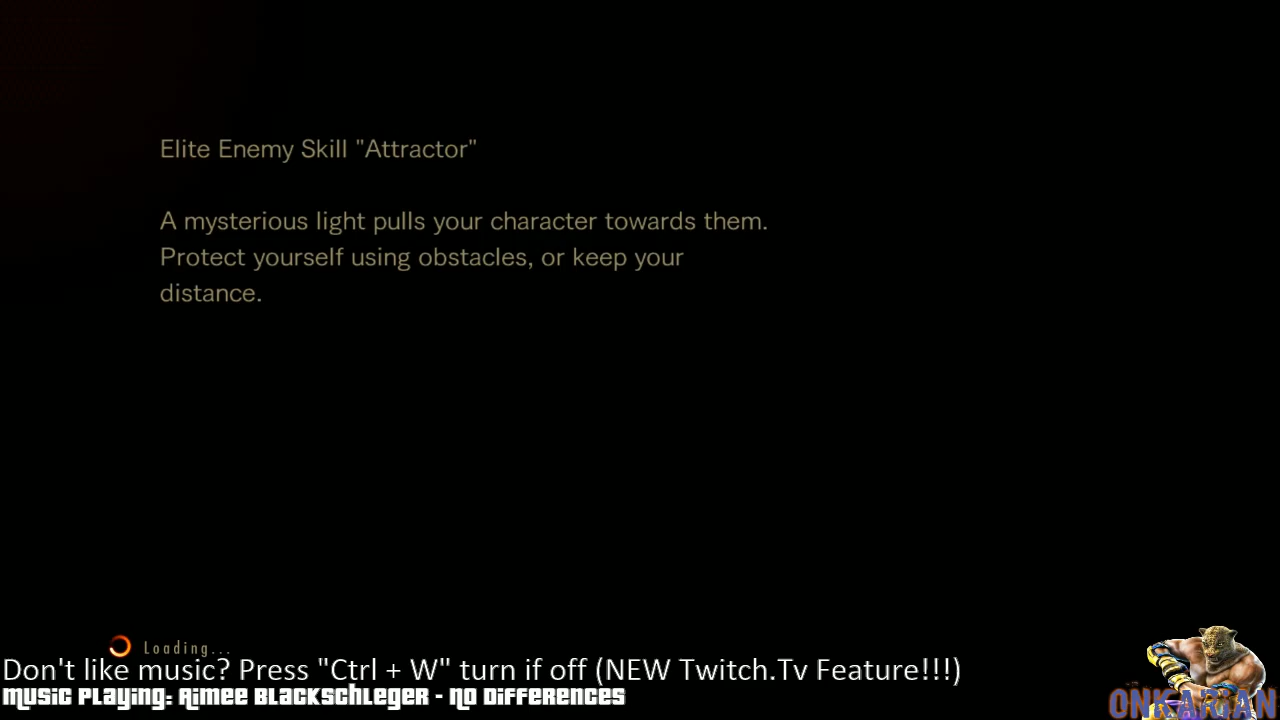 Elite Enemy Skill "Attractor"
A mysterious light pulls your character towards them.
Protect yourself using obstacles, or keep your
distance.
Loading...
Don't like music? Press "Ctrl + W" turn if off (NEW Twitch.Tv Feature!!!)
Music Playing: Aimee Blackschleger - No Differences
ONKARIAN